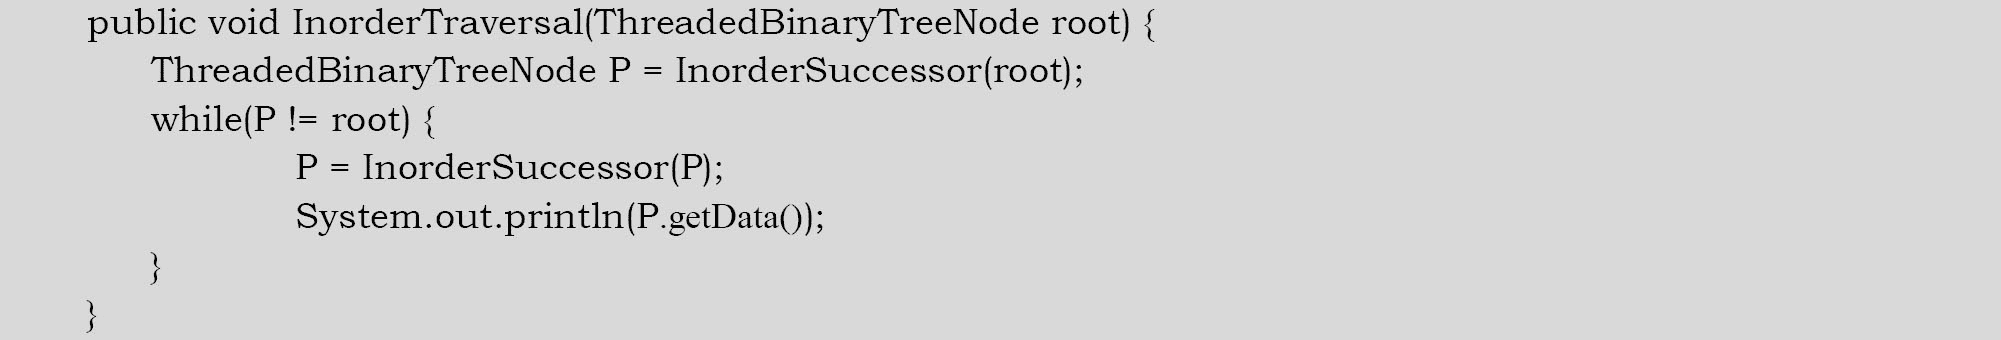 public void InorderTraversal(ThreadedBinaryTreeNode root) {
ThreadedBinaryTreeNode P = InorderSuccessor(root);
while(P != root) {
P = InorderSuccessor(P);
System.out.println(P.getData());
}
}